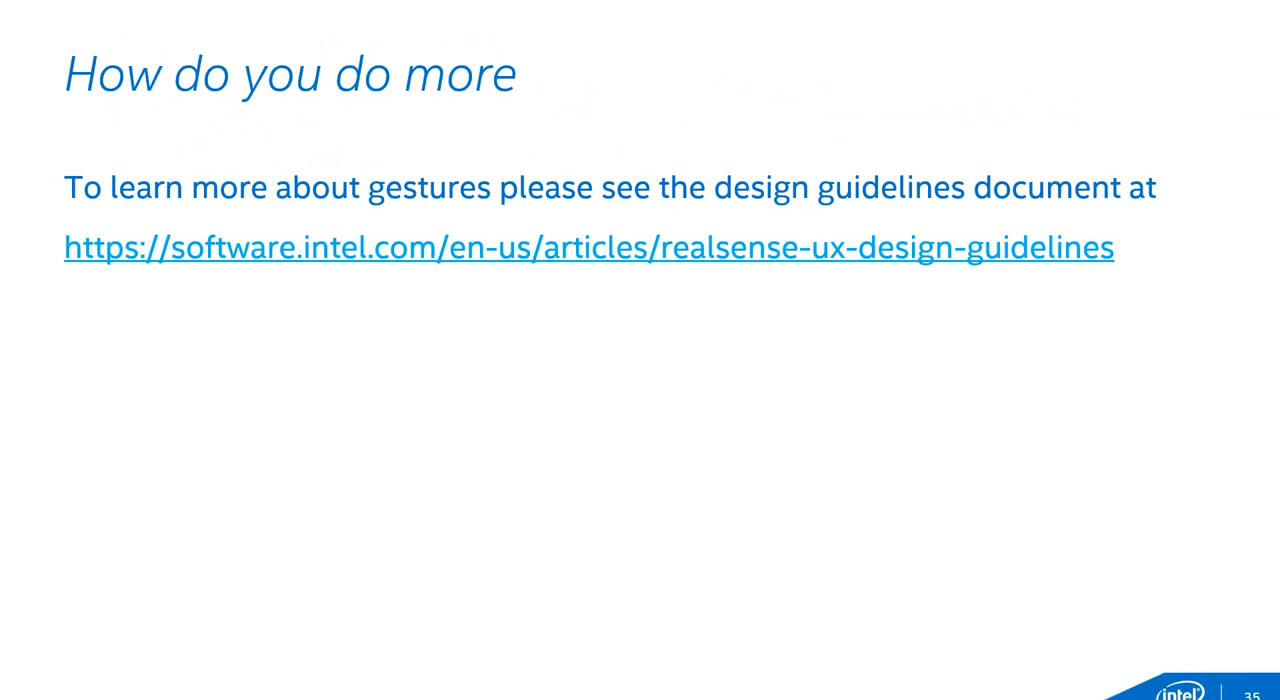 How do you do more
To learn more about gestures please see the design guidelines document at
https://software.intel.com/en-us/articles/realsense-ux-design-guidelines
intel
35